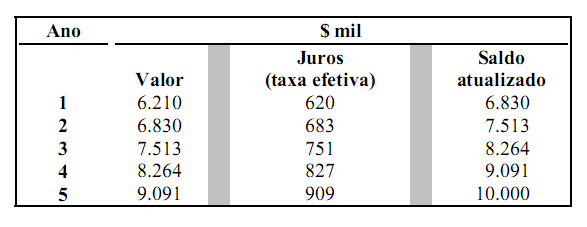 Ano $ mil
Juros Saldo
Valor (taxa efetiva) atualizado
1 6.210 620 6.830
2 6.830 683 7.513
3 7.513 751 8.264
4 8.264 827 9.091
5 9.091 909 10.000